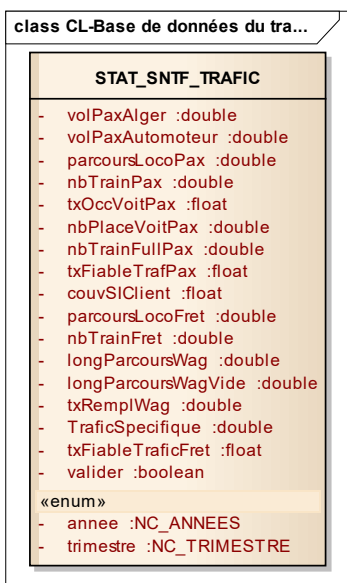 class CL-Base de données du tra...
STAT_SNTF_TRAFIC
- volPaxAlger :double
- volPaxAutomoteur :double
- parcoursLocoPax :double
- nbTrainPax :double
- txOccVoitPax :float
- nbPlaceVoitPax :double
- nbTrainFullPax :double
- txFiableTrafPax :float
- couvSIClient :float
- parcoursLocoFret :double
- nbTrainFret :double
- longParcoursWag :double
- longParcoursWagVide :double
- txRemplWag :double
- TraficSpecifique :double
- txFiableTraficFret :float
- valider :boolean
«enum»
- annee :NC_ANNEES
- trimestre :NC_TRIMESTRE